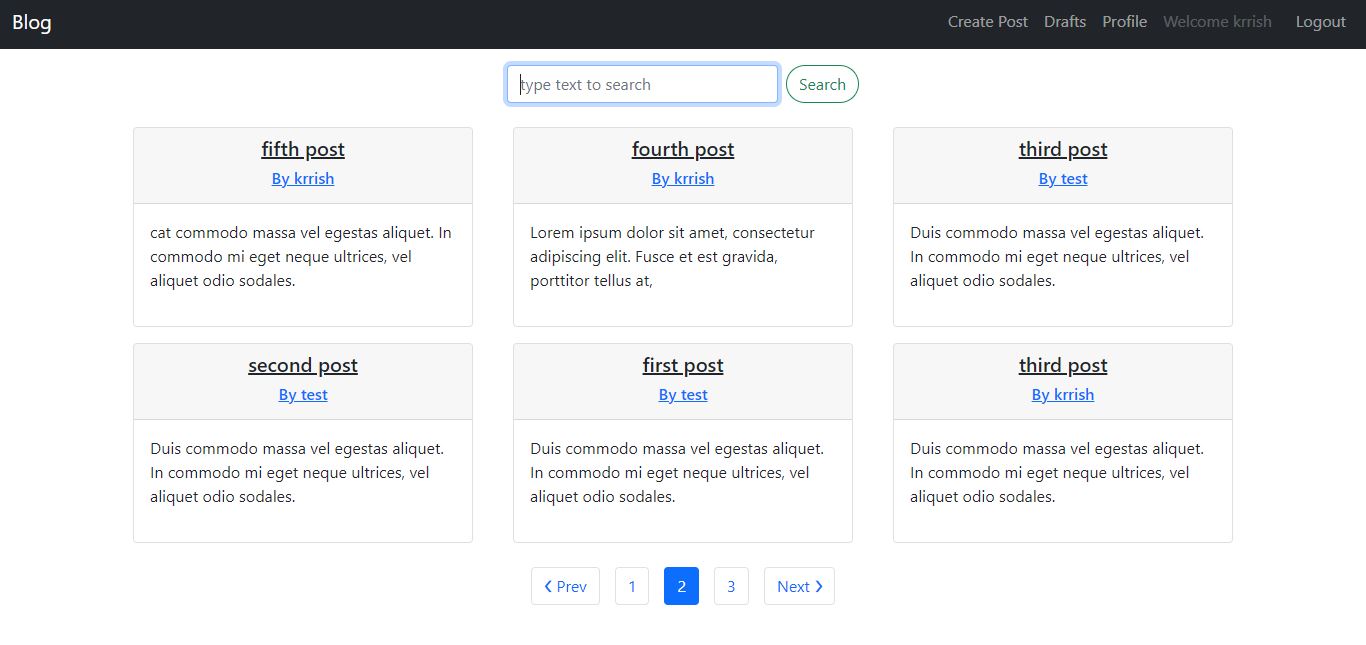 Blog Create Post Drafts Profile Welcome krrish Logout
type text to search Search
fifth post
By krrish
cat commodo massa vel egestas aliquet. In
commodo mi eget neque ultrices, vel
aliquet odio sodales.
fourth post
By krrish
Lorem ipsum dolor sit amet, consectetur
adipiscing elit. Fusce et est gravida,
porttitor tellus at,
third post
By test
Duis commodo massa vel egestas aliquet.
In commodo mi eget neque ultrices, vel
aliquet odio sodales.
second post
By test
Duis commodo massa vel egestas aliquet.
In commodo mi eget neque ultrices, vel
aliquet odio sodales.
first post
By test
Duis commodo massa vel egestas aliquet.
In commodo mi eget neque ultrices, vel
aliquet odio sodales.
third post
By krrish
Duis commodo massa vel egestas aliquet.
In commodo mi eget neque ultrices, vel
aliquet odio sodales.
❮ Prev 1 2 3 Next ❯